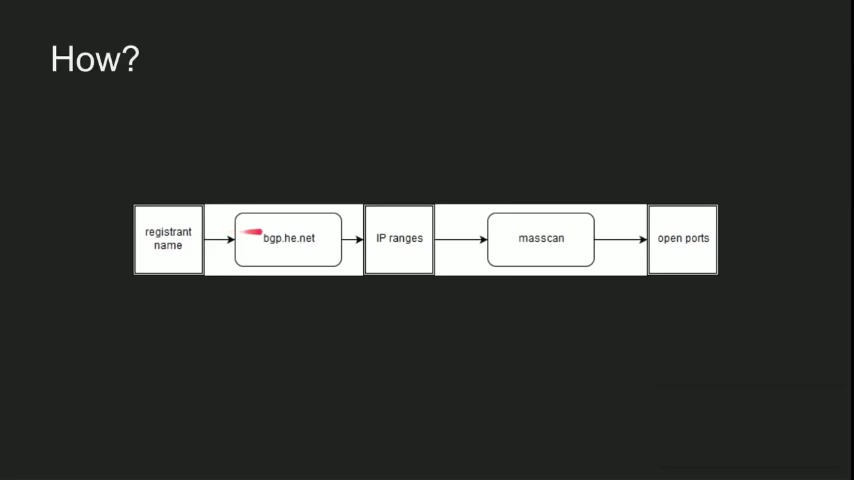 How?
registrant
name
bgp.he.net
IP ranges
masscan
open ports